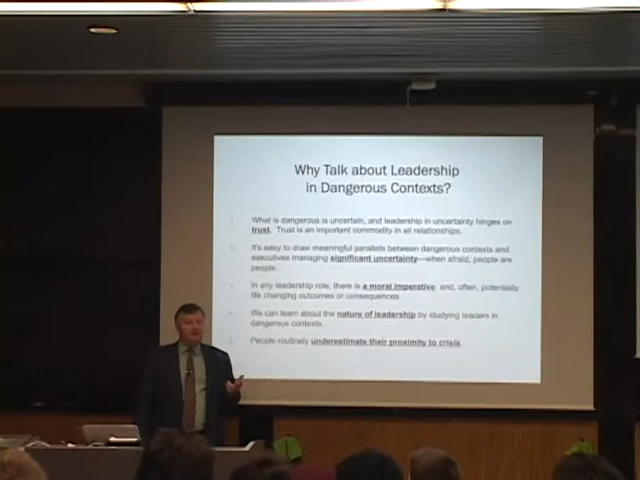 Why Talk about Leadership
in Dangerous Contexts?
What is dangerous is uncertain, and leadership in uncertainty hinges on
trust. Trust is an important commodity in all relationships.
It's easy to draw meaningful parallels between dangerous contexts and
executives managing significant uncertainty—when afraid, people are
people.
In any leadership role, there is a moral imperative and, often, potentially
life changing outcomes or consequences.
We can learn about the nature of leadership by studying leaders in
dangerous contexts.
People routinely underestimate their proximity to crisis.